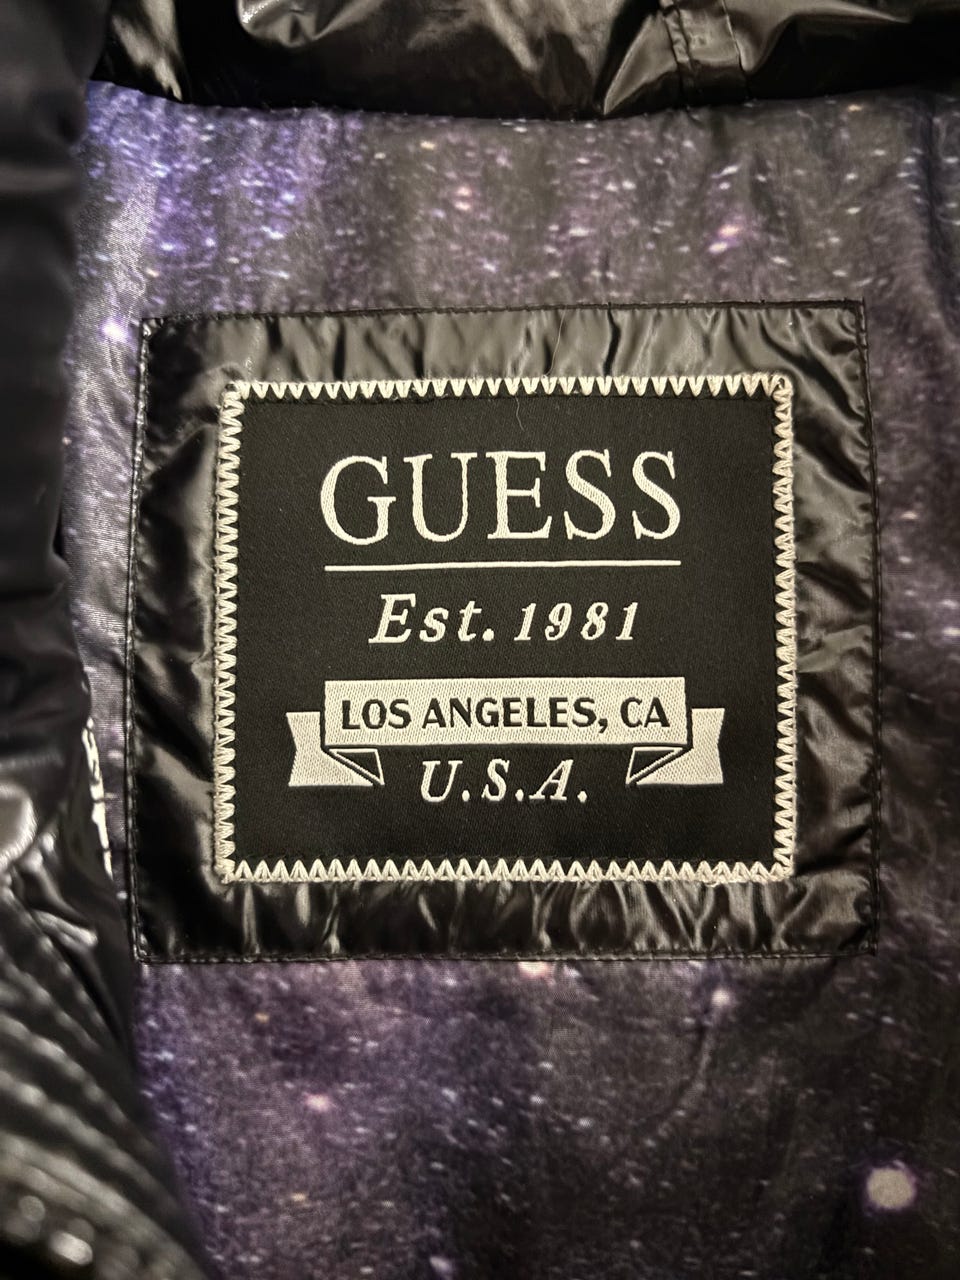 GUESS
Est. 1981
LOS ANGELES, CA
U.S.A.